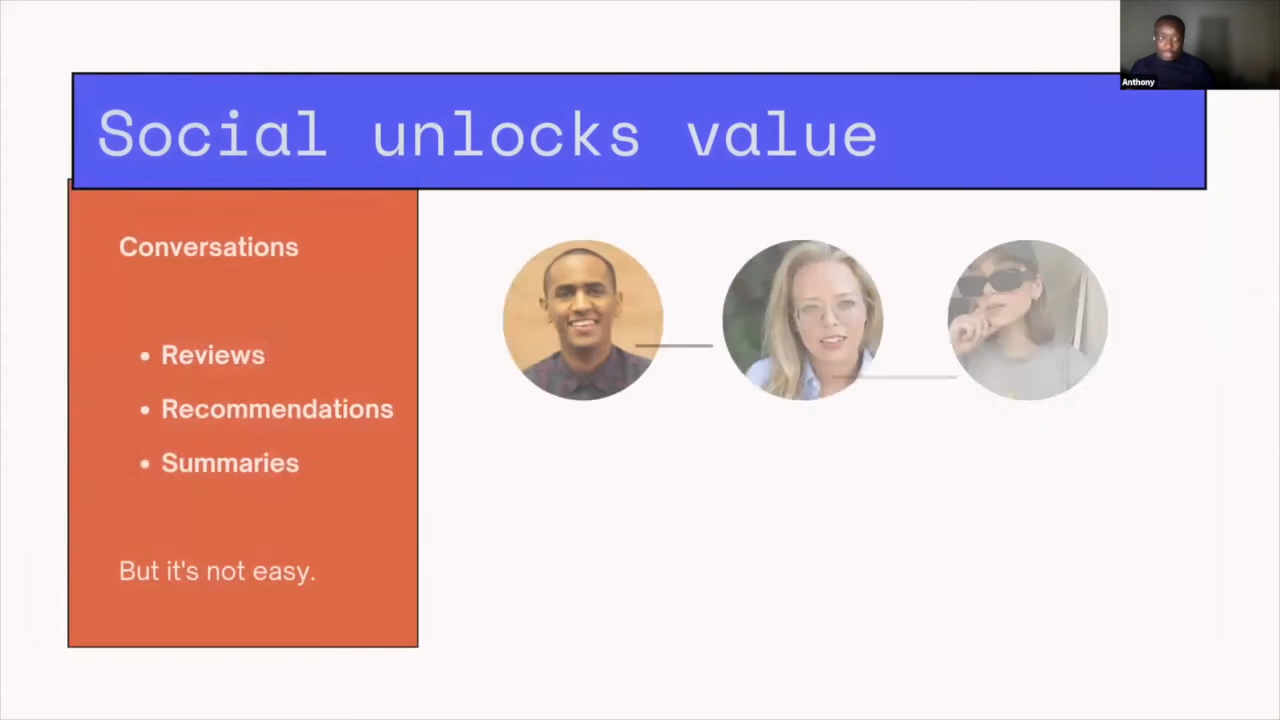 Anthony
Social unlocks value
Conversations
• Reviews
• Recommendations
• Summaries
But it's not easy.